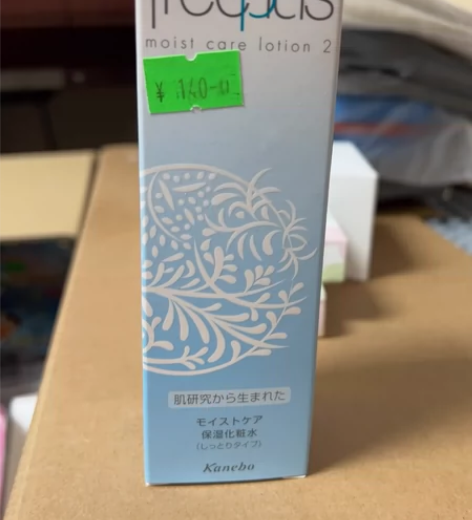 freeplus
moist care lotion 2
肌研究から生まれた
モイストケア
保湿化粧水
(しっとりタイプ)
Kanebo